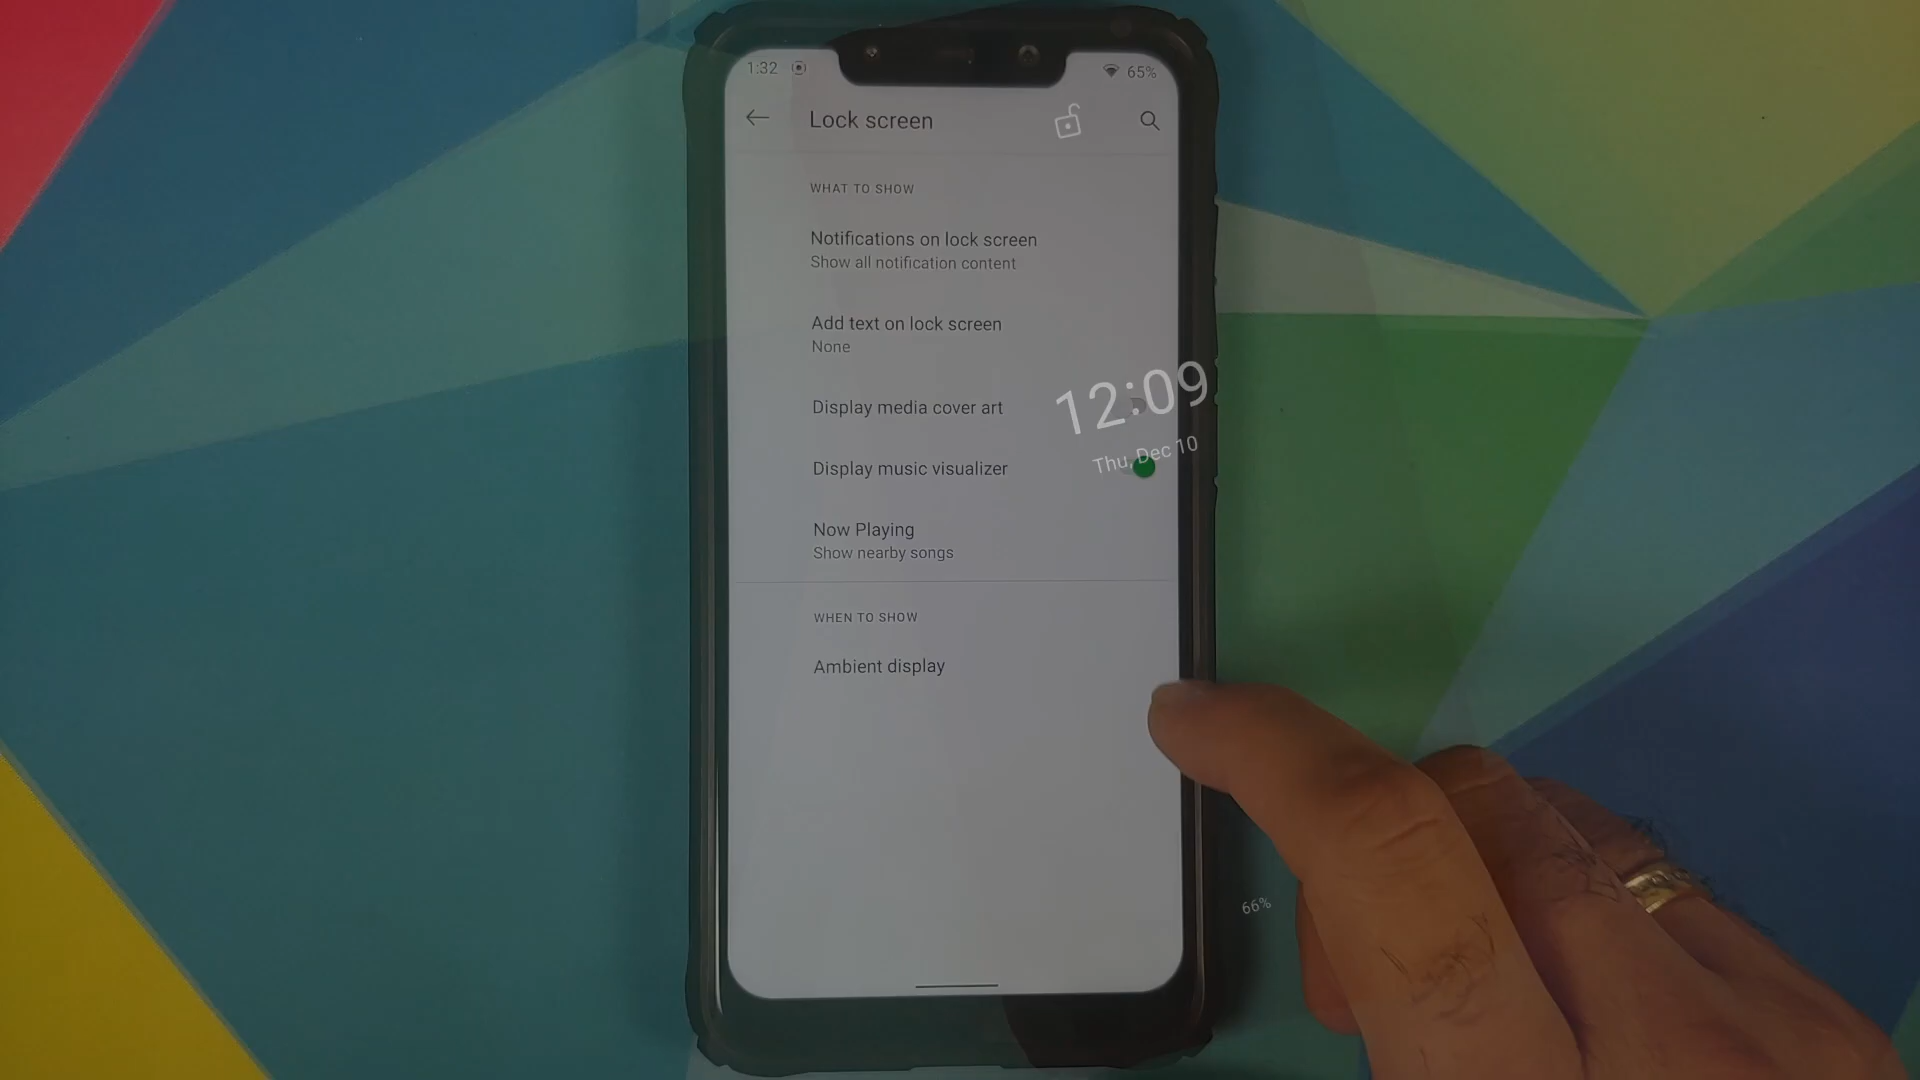 1:32
65%
Lock screen
WHAT TO SHOW
Notifications on lock screen
Show all notification content
Add text on lock screen
None
12:09
Display media cover art
Thu, Dec 10
Display music visualizer
Now Playing
Show nearby songs
WHEN TO SHOW
Ambient display
66%